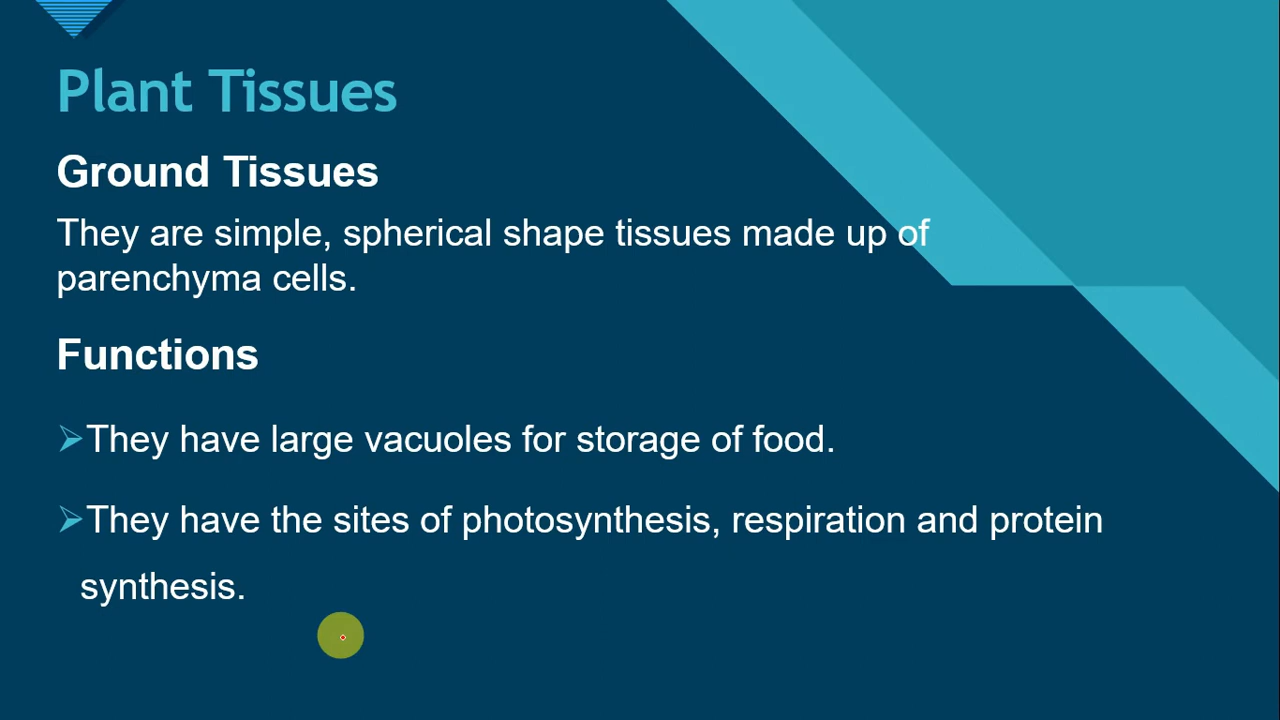 Plant Tissues
Ground Tissues
They are simple, spherical shape tissues made up of
parenchyma cells.
Functions
They have large vacuoles for storage of food.
They have the sites of photosynthesis, respiration and protein
synthesis.